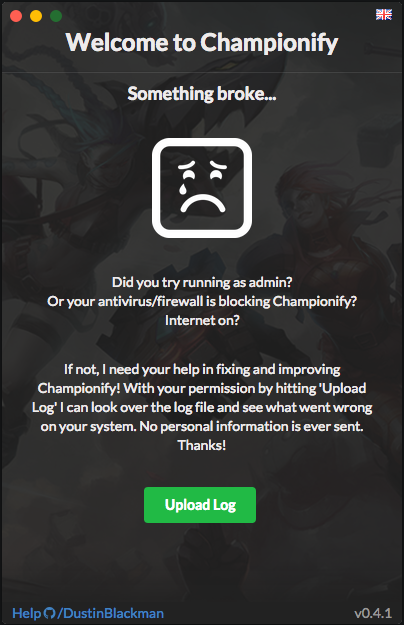 Welcome to Championify
Something broke...
Did you try running as admin?
Or your antivirus/firewall is blocking Championify?
Internet on?
If not, I need your help in fixing and improving
Championify! With your permission by hitting 'Upload
Log' I can look over the log file and see what went wrong
on your system. No personal information is ever sent.
Thanks!
Upload Log
Help /DustinBlackman
v0.4.1